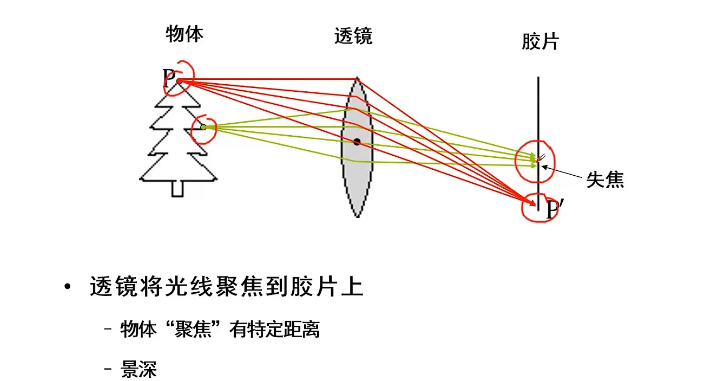 物体
透镜
胶片
P
失焦
P′
• 透镜将光线聚焦到胶片上
– 物体“聚焦”有特定距离
– 景深